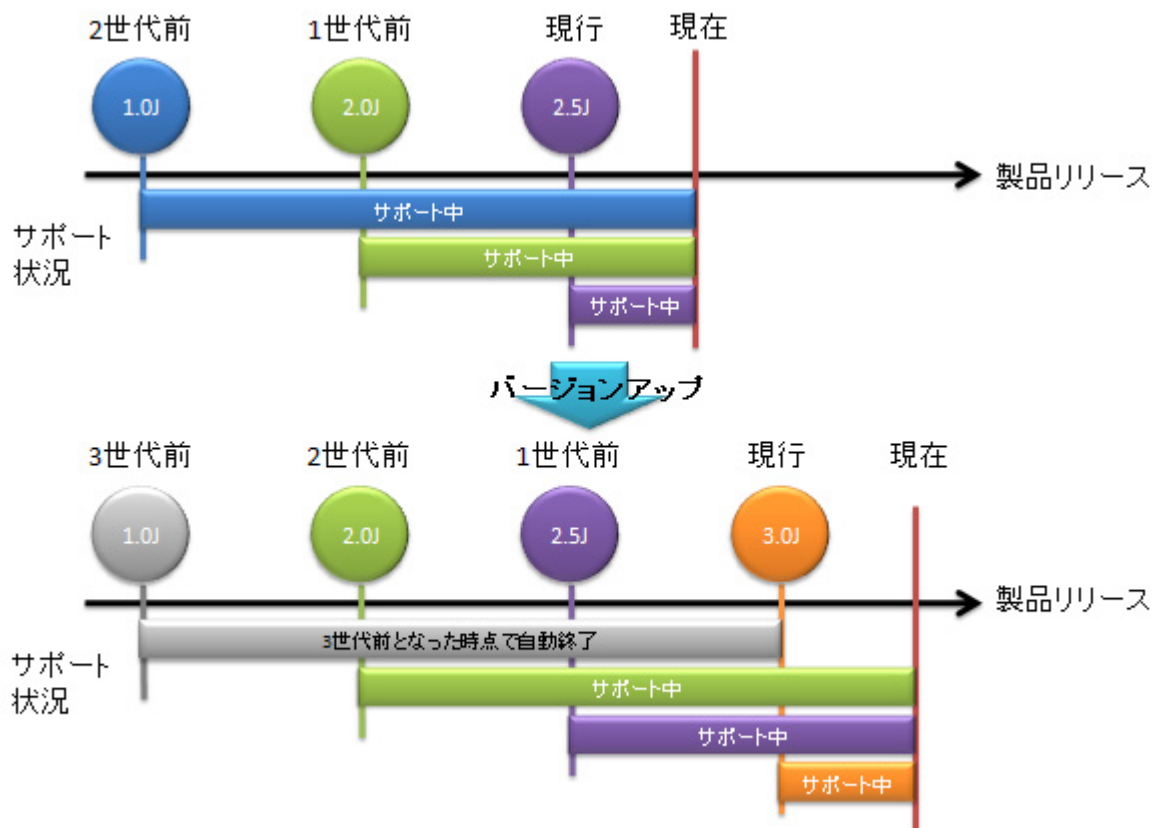 2世代前 1世代前 現行 現在
1.0J 2.0J 2.5J
製品リリース
サポート中
サポート
状況
サポート中
サポート中
バージョンアップ
3世代前 2世代前 1世代前 現行 現在
1.0J 2.0J 2.5J 3.0J
製品リリース
3世代前となった時点で自動終了
サポート
状況
サポート中
サポート中
サポート中